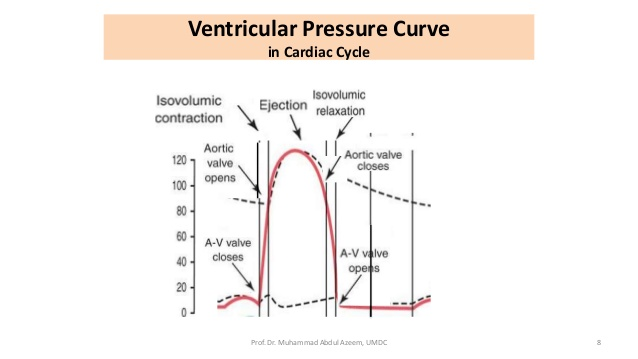 Ventricular Pressure Curve
in Cardiac Cycle
Isovolumic
contraction
Ejection
Isovolumic
relaxation
Aortic
valve
opens
Aortic valve
closes
120
100
80
60
40
20
0
A-V valve
closes
A-V valve
opens
Prof. Dr. Muhammad Abdul Azeem, UMDC
8